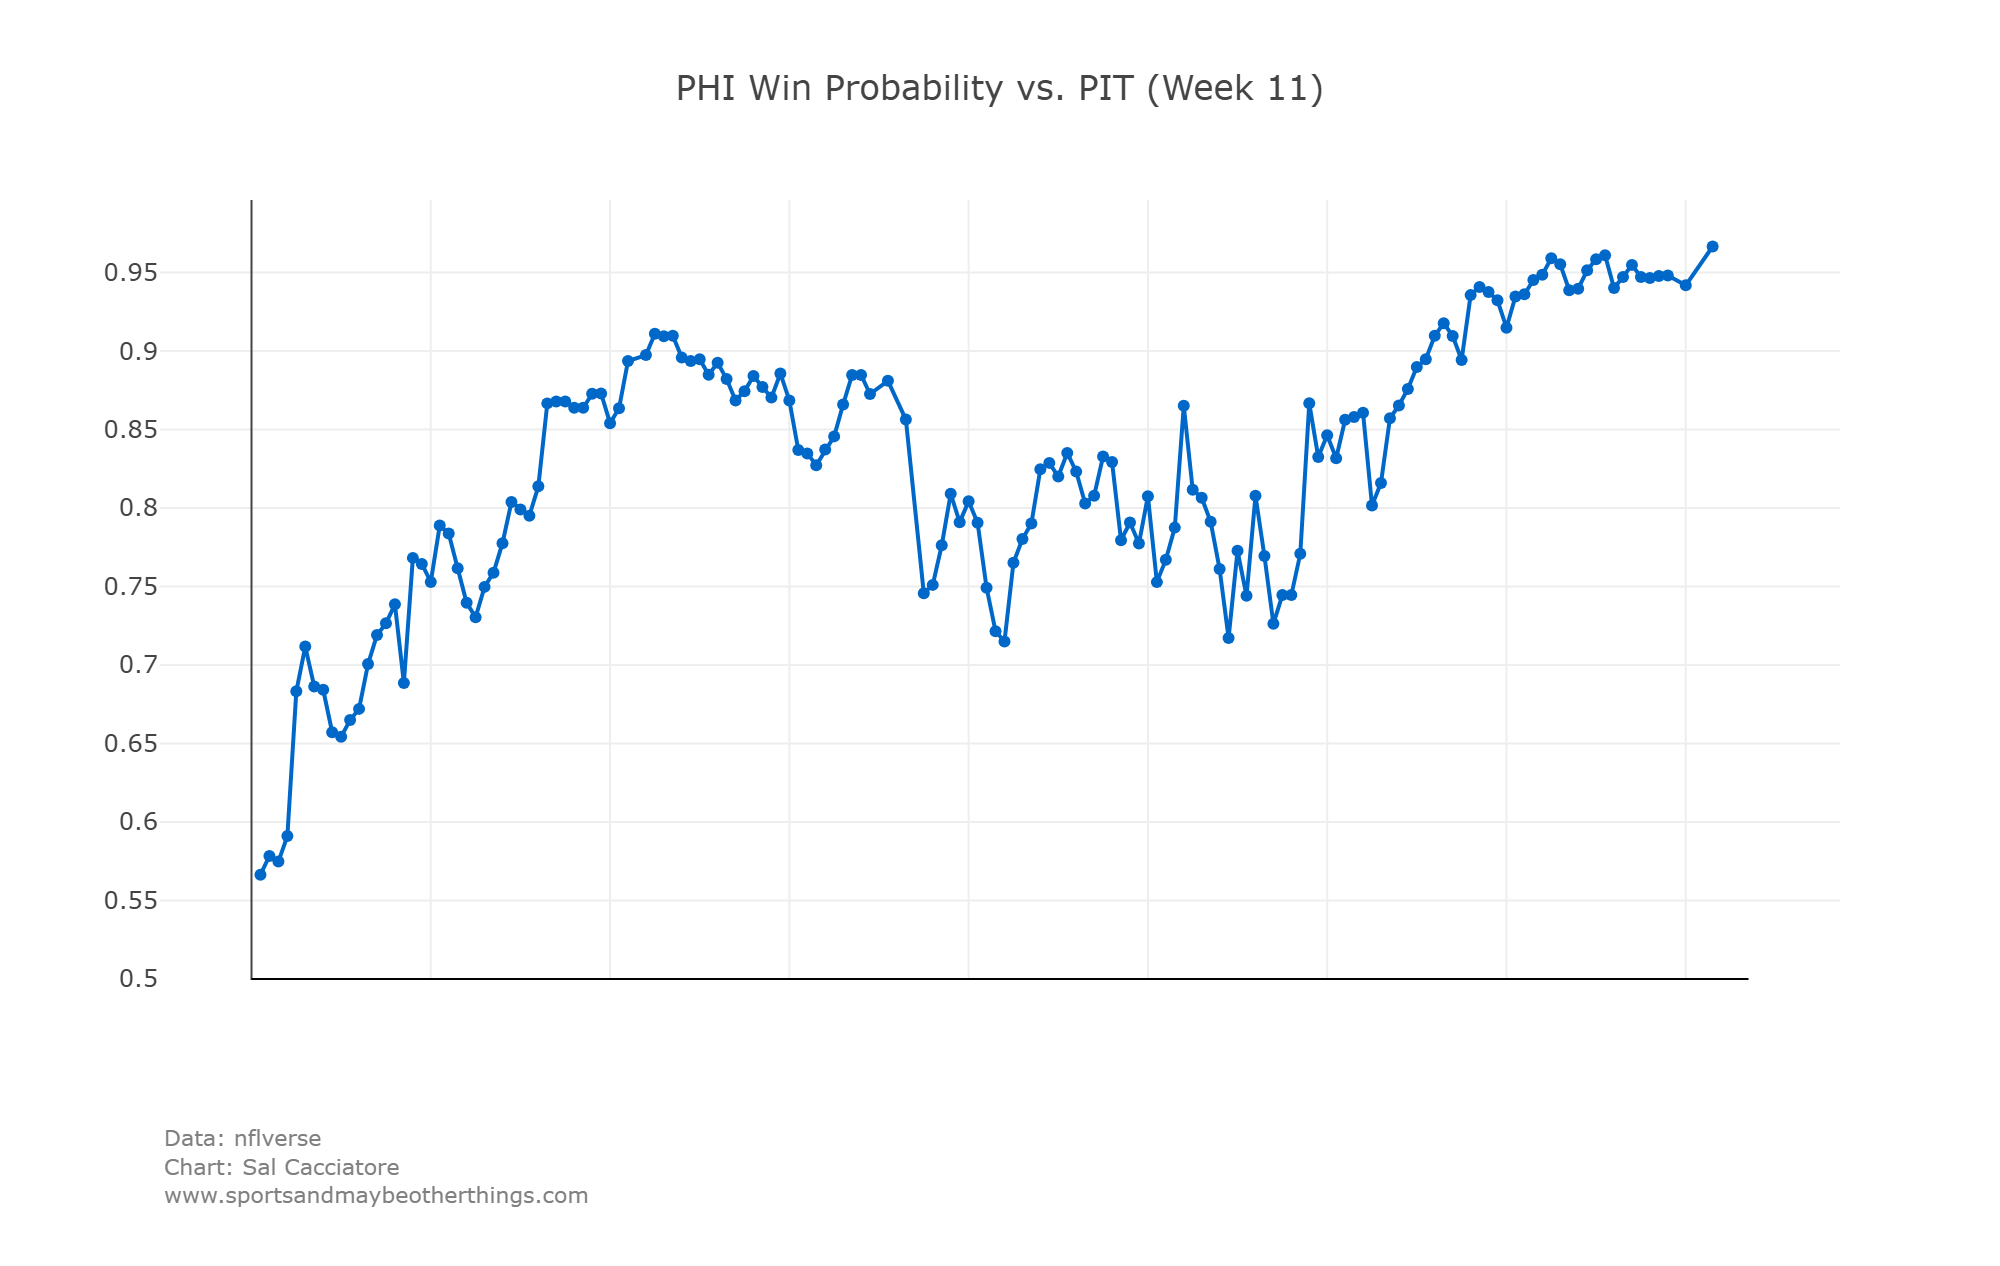 PHI Win Probability vs. PIT (Week 11)
0.95
0.9
0.85
0.8
0.75
0.7
0.65
0.6
0.55
0.5
Data: nflverse
Chart: Sal Cacciatore
www.sportsandmaybeotherthings.com